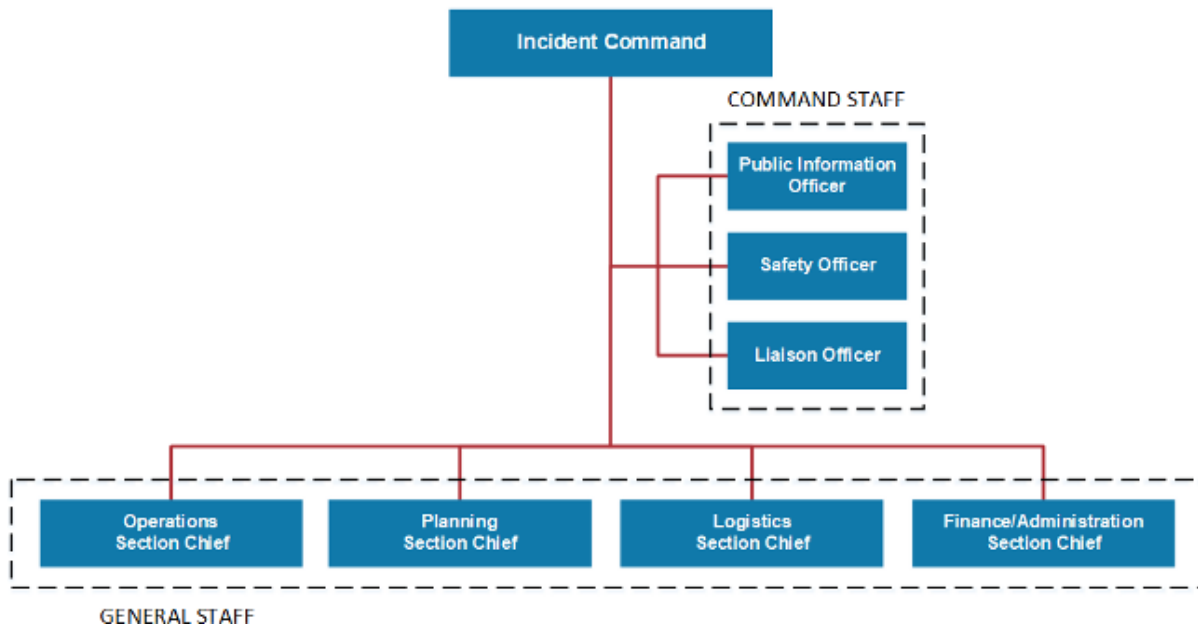 Incident Command
COMMAND STAFF
Public Information
Officer
Safety Officer
Liaison Officer
Operations
Section Chief
Planning
Section Chief
Logistics
Section Chief
Finance/Administration
Section Chief
GENERAL STAFF